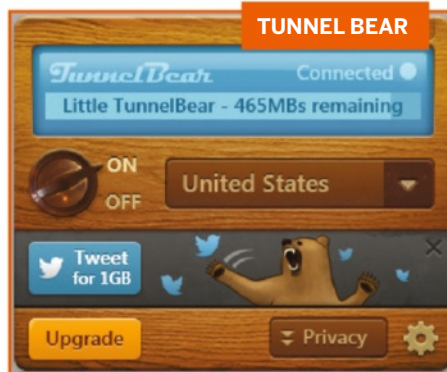 TUNNEL BEAR
TunnelBear Connected
Little TunnelBear - 465MBs remaining
ON
OFF
United States
Tweet
for 1GB
Upgrade
Privacy